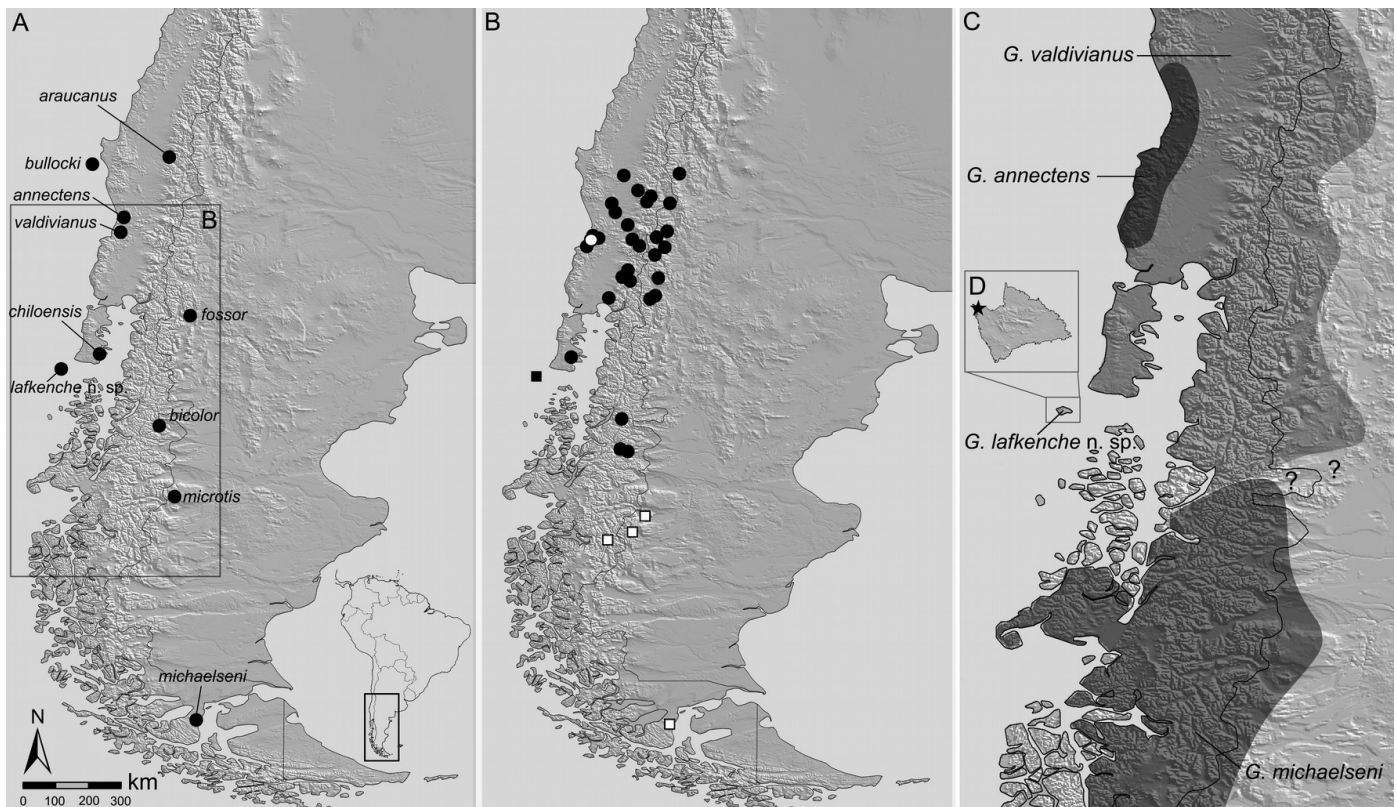 A
araucanus
bullocki
annectens
valdivianus
B
chiloensis
fossor
lafkenche n. sp.
bicolor
microtis
michaelseni
N
km
0 100 200 300
B
C
G. valdivianus
G. annectens
D
G. lafkenche n. sp.
? ?
G. michaelseni